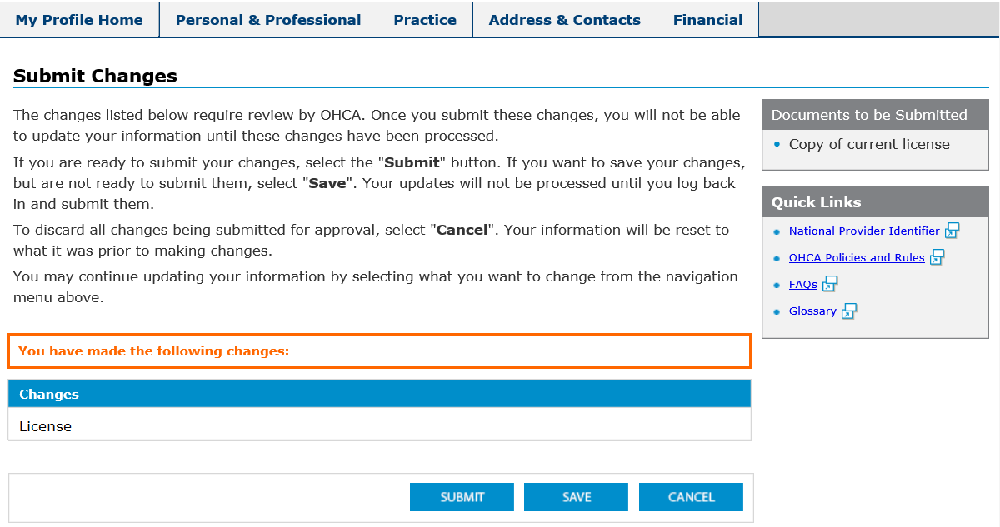 My Profile Home Personal & Professional Practice Address & Contacts Financial
Submit Changes
The changes listed below require review by OHCA. Once you submit these changes, you will not be able
to update your information until these changes have been processed.
If you are ready to submit your changes, select the "Submit" button. If you want to save your changes,
but are not ready to submit them, select "Save". Your updates will not be processed until you log back
in and submit them.
To discard all changes being submitted for approval, select "Cancel". Your information will be reset to
what it was prior to making changes.
You may continue updating your information by selecting what you want to change from the navigation
menu above.
You have made the following changes:
Changes
License
SUBMIT SAVE CANCEL
Documents to be Submitted
Copy of current license
Quick Links
National Provider Identifier
OHCA Policies and Rules
FAQs
Glossary